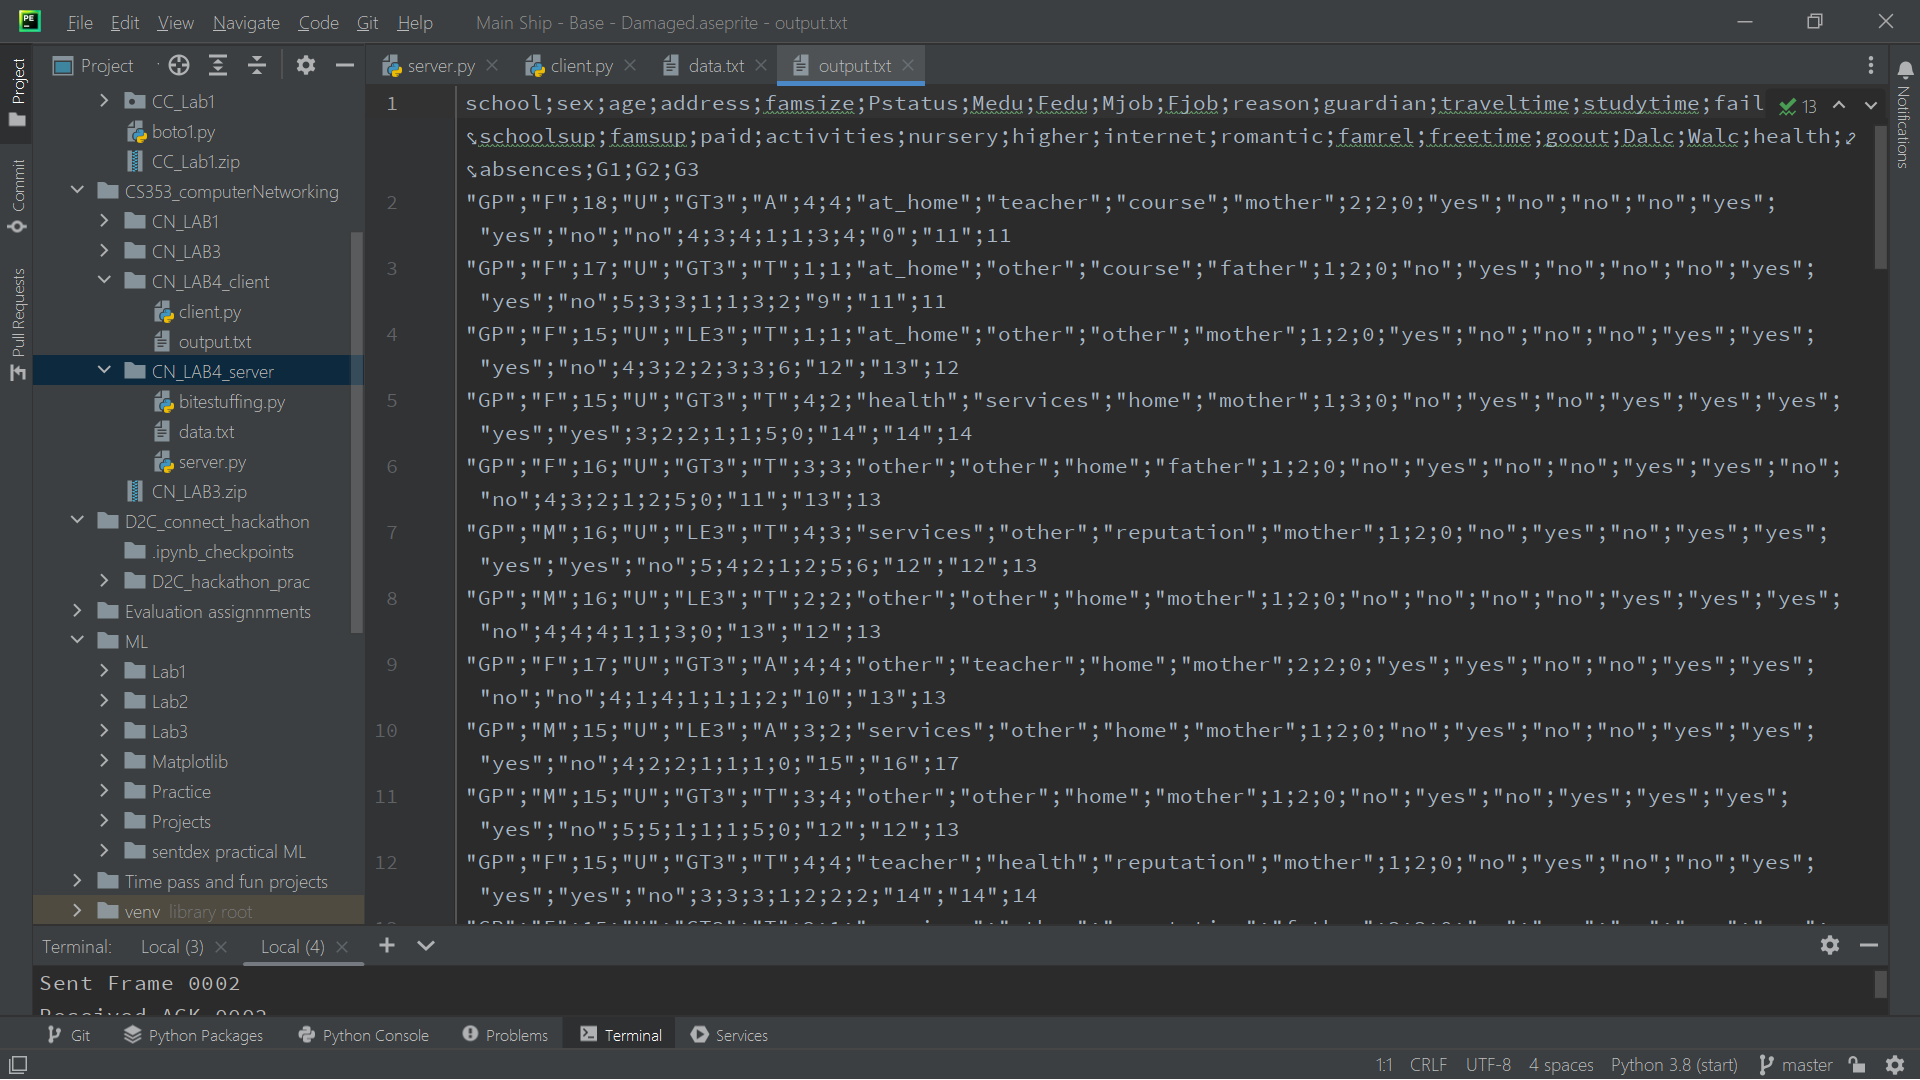 File Edit View Navigate Code Git Help Main Ship - Base - Damaged.aseprite - output.txt
Project
Commit
Pull Requests
Notifications
Project
CC_Lab1
boto1.py
CC_Lab1.zip
CS353_computerNetworking
CN_LAB1
CN_LAB3
CN_LAB4_client
client.py
output.txt
CN_LAB4_server
bitestuffing.py
data.txt
server.py
CN_LAB3.zip
D2C_connect_hackathon
.ipynb_checkpoints
D2C_hackathon_prac
Evaluation assignnments
ML
Lab1
Lab2
Lab3
Matplotlib
Practice
Projects
sentdex practical ML
Time pass and fun projects
venv library root
server.py client.py data.txt output.txt
13
1 school;sex;age;address;famsize;Pstatus;Medu;Fedu;Mjob;Fjob;reason;guardian;traveltime;studytime;fail
schoolsup;famsup;paid;activities;nursery;higher;internet;romantic;famrel;freetime;goout;Dalc;Walc;health;
absences;G1;G2;G3
2 "GP";"F";18;"U";"GT3";"A";4;4;"at_home";"teacher";"course";"mother";2;2;0;"yes";"no";"no";"no";"yes";
"yes";"no";"no";4;3;4;1;1;3;4;"0";"11";11
3 "GP";"F";17;"U";"GT3";"T";1;1;"at_home";"other";"course";"father";1;2;0;"no";"yes";"no";"no";"no";"yes";
"yes";"no";5;3;3;1;1;3;2;"9";"11";11
4 "GP";"F";15;"U";"LE3";"T";1;1;"at_home";"other";"other";"mother";1;2;0;"yes";"no";"no";"no";"yes";"yes";
"yes";"no";4;3;2;2;3;3;6;"12";"13";12
5 "GP";"F";15;"U";"GT3";"T";4;2;"health";"services";"home";"mother";1;3;0;"no";"yes";"no";"yes";"yes";"yes";
"yes";"yes";3;2;2;1;1;5;0;"14";"14";14
6 "GP";"F";16;"U";"GT3";"T";3;3;"other";"other";"home";"father";1;2;0;"no";"yes";"no";"no";"yes";"yes";"no";
"no";4;3;2;1;2;5;0;"11";"13";13
7 "GP";"M";16;"U";"LE3";"T";4;3;"services";"other";"reputation";"mother";1;2;0;"no";"yes";"no";"yes";"yes";
"yes";"yes";"no";5;4;2;1;2;5;6;"12";"12";13
8 "GP";"M";16;"U";"LE3";"T";2;2;"other";"other";"home";"mother";1;2;0;"no";"no";"no";"no";"yes";"yes";"yes";
"no";4;4;4;1;1;3;0;"13";"12";13
9 "GP";"F";17;"U";"GT3";"A";4;4;"other";"teacher";"home";"mother";2;2;0;"yes";"yes";"no";"no";"yes";"yes";
"no";"no";4;1;4;1;1;1;2;"10";"13";13
10 "GP";"M";15;"U";"LE3";"A";3;2;"services";"other";"home";"mother";1;2;0;"no";"yes";"no";"no";"yes";"yes";
"yes";"no";4;2;2;1;1;1;0;"15";"16";17
11 "GP";"M";15;"U";"GT3";"T";3;4;"other";"other";"home";"mother";1;2;0;"no";"yes";"no";"yes";"yes";"yes";
"yes";"no";5;5;1;1;1;5;0;"12";"12";13
12 "GP";"F";15;"U";"GT3";"T";4;4;"teacher";"health";"reputation";"mother";1;2;0;"no";"yes";"no";"no";"yes";
"yes";"yes";"no";3;3;3;1;2;2;2;"14";"14";14
Terminal: Local (3) Local (4)
Sent Frame 0002
Received ACK 0002
Git Python Packages Python Console Problems Terminal Services
1:1 CRLF UTF-8 4 spaces Python 3.8 (start) master